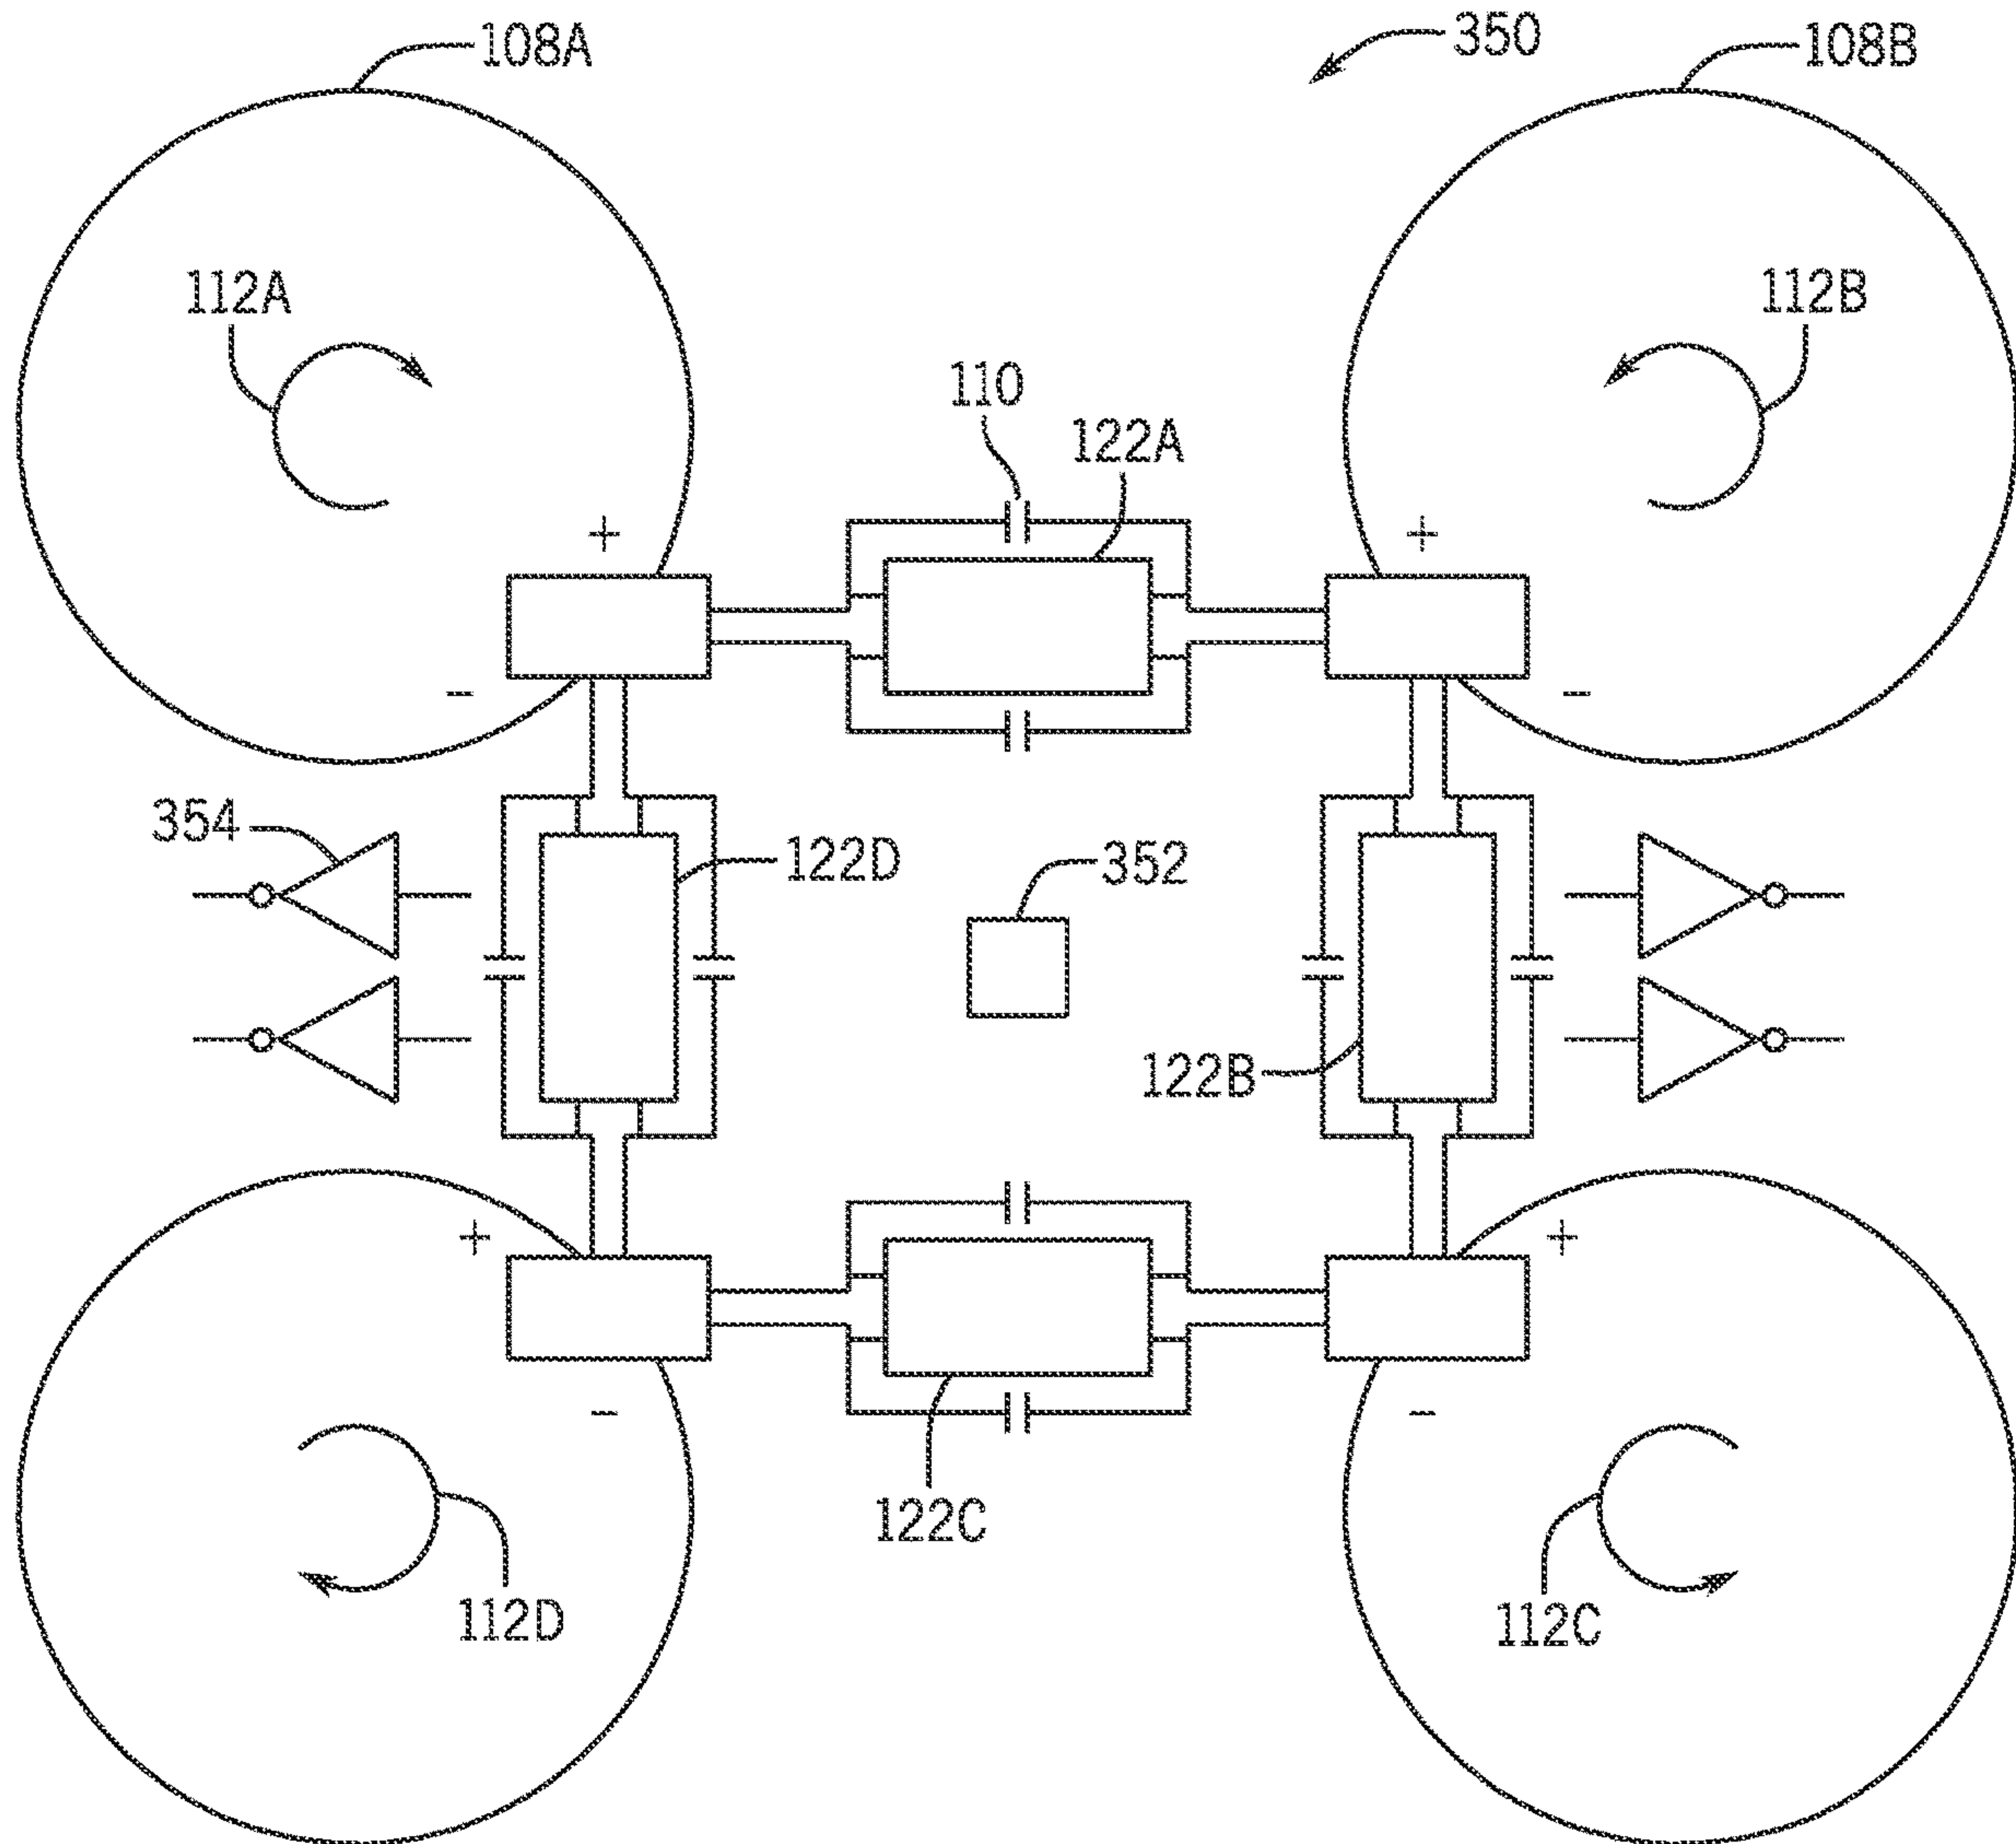 108A
350
108B
112A
112B
110
122A
+
+
-
-
354
122D
352
122B
+
+
-
-
122C
112D
112C